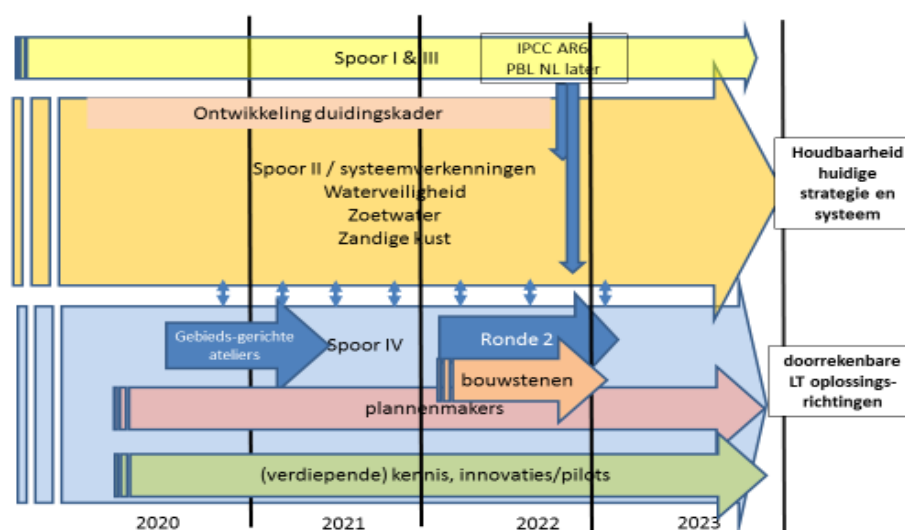 Spoor I & III
IPCC AR6
PBL NL later
Ontwikkeling duidingskader
Spoor II / systeemverkenningen
Waterveiligheid
Zoetwater
Zandige kust
Houdbaarheid
huidige
strategie en
systeem
Gebieds-gerichte
ateliers
Spoor IV
Ronde 2
bouwstenen
plannenmakers
doorrekenbare
LT oplossings-
richtingen
(verdiepende) kennis, innovaties/pilots
2020
2021
2022
2023